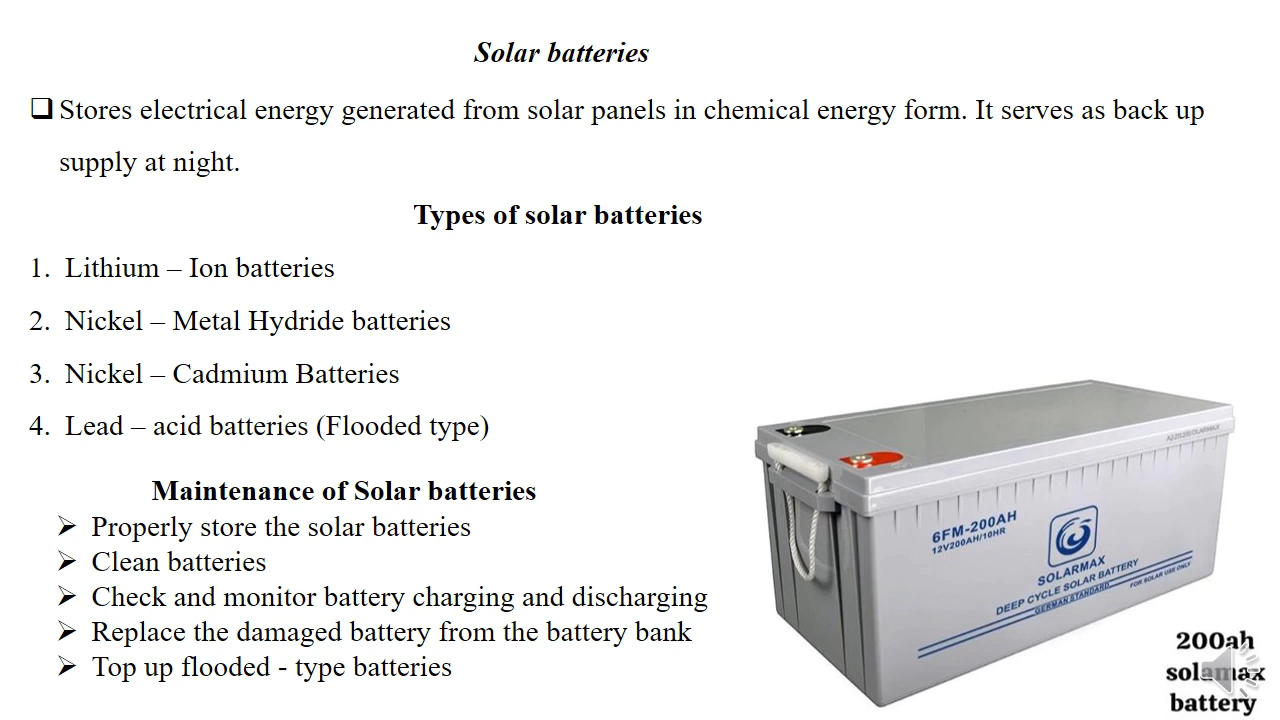 Solar batteries
❑ Stores electrical energy generated from solar panels in chemical energy form. It serves as back up
supply at night.
Types of solar batteries
1. Lithium – Ion batteries
2. Nickel – Metal Hydride batteries
3. Nickel – Cadmium Batteries
4. Lead – acid batteries (Flooded type)
Maintenance of Solar batteries
➢ Properly store the solar batteries
➢ Clean batteries
➢ Check and monitor battery charging and discharging
➢ Replace the damaged battery from the battery bank
➢ Top up flooded - type batteries
6FM-200AH
12V200AH/10HR
SOLARMAX
DEEP CYCLE SOLAR BATTERY
GERMAN STANDARD
FOR SOLAR USE ONLY
200ah
solamax
battery